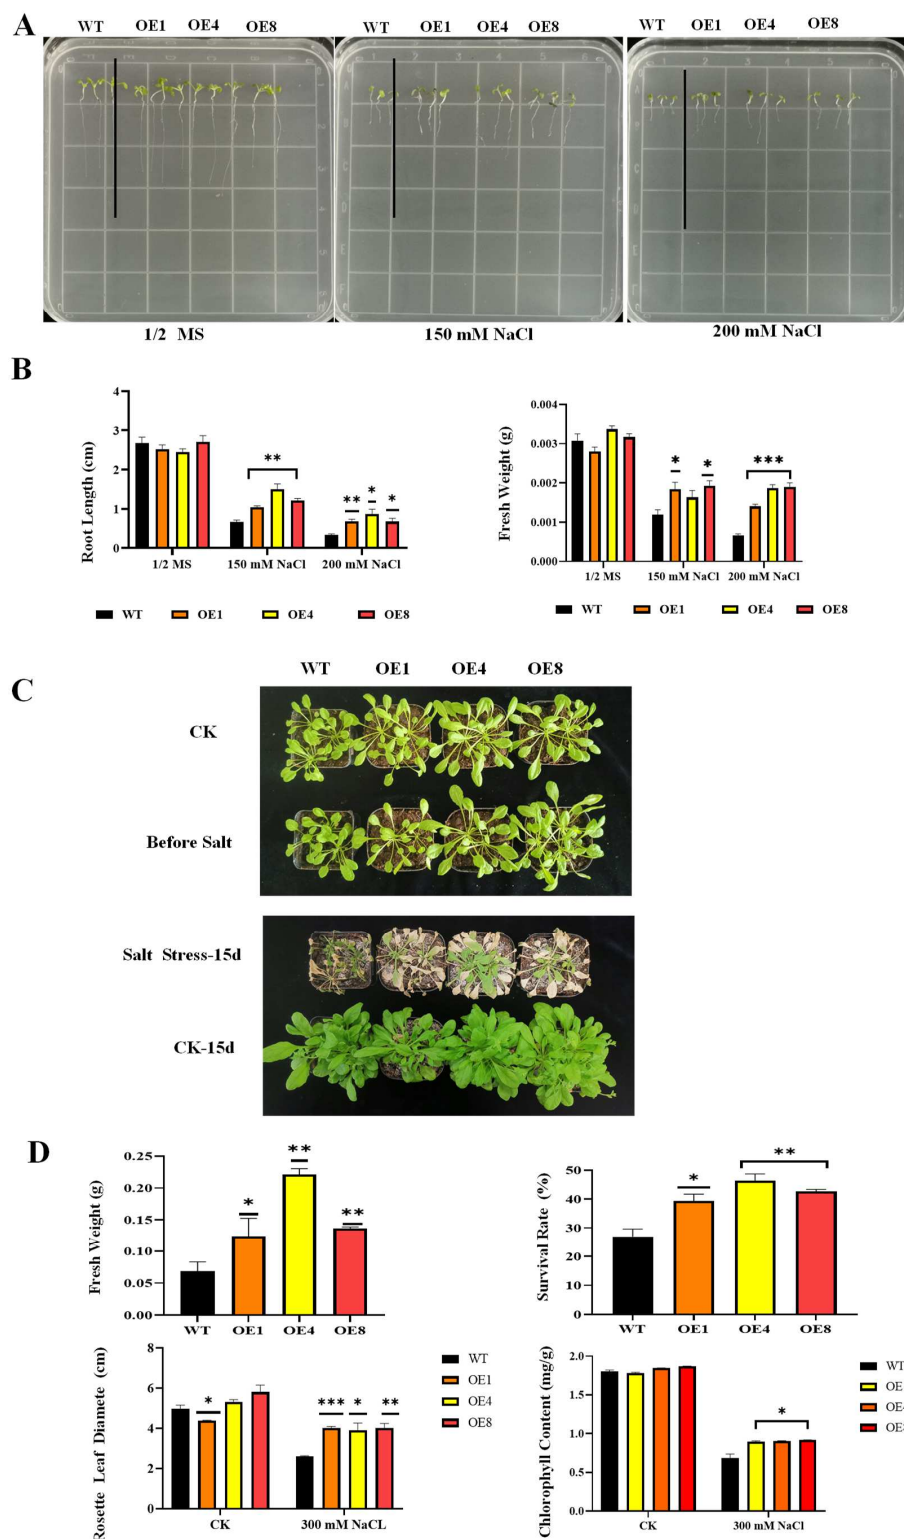 A
WT OE1 OE4 OE8
WT OE1 OE4 OE8
WT OE1 OE4 OE8
1/2 MS
150 mM NaCl
200 mM NaCl
B
Root Length (cm)
4
3
2
1
0
**
** * *
1/2 MS 150 mM NaCl 200 mM NaCl
WT OE1 OE4 OE8
Fresh Weight (g)
0.004
0.003
0.002
0.001
0.000
* *
***
1/2 MS 150 mM NaCl 200 mM NaCl
WT OE1 OE4 OE8
C
WT OE1 OE4 OE8
CK
Before Salt
Salt Stress-15d
CK-15d
D
Fresh Weight (g)
0.25
0.20
0.15
0.10
0.05
0.00
* ** **
WT OE1 OE4 OE8
Survival Rate (%)
50
40
30
20
10
0
* **
WT OE1 OE4 OE8
Rosette Leaf Diamete (cm)
8
6
4
2
0
*
*** * **
CK 300 mM NaCL
WT
OE1
OE4
OE8
Chlorophyll Content (mg/g)
2.0
1.5
1.0
0.5
0.0
*
CK 300 mM NaCl
WT